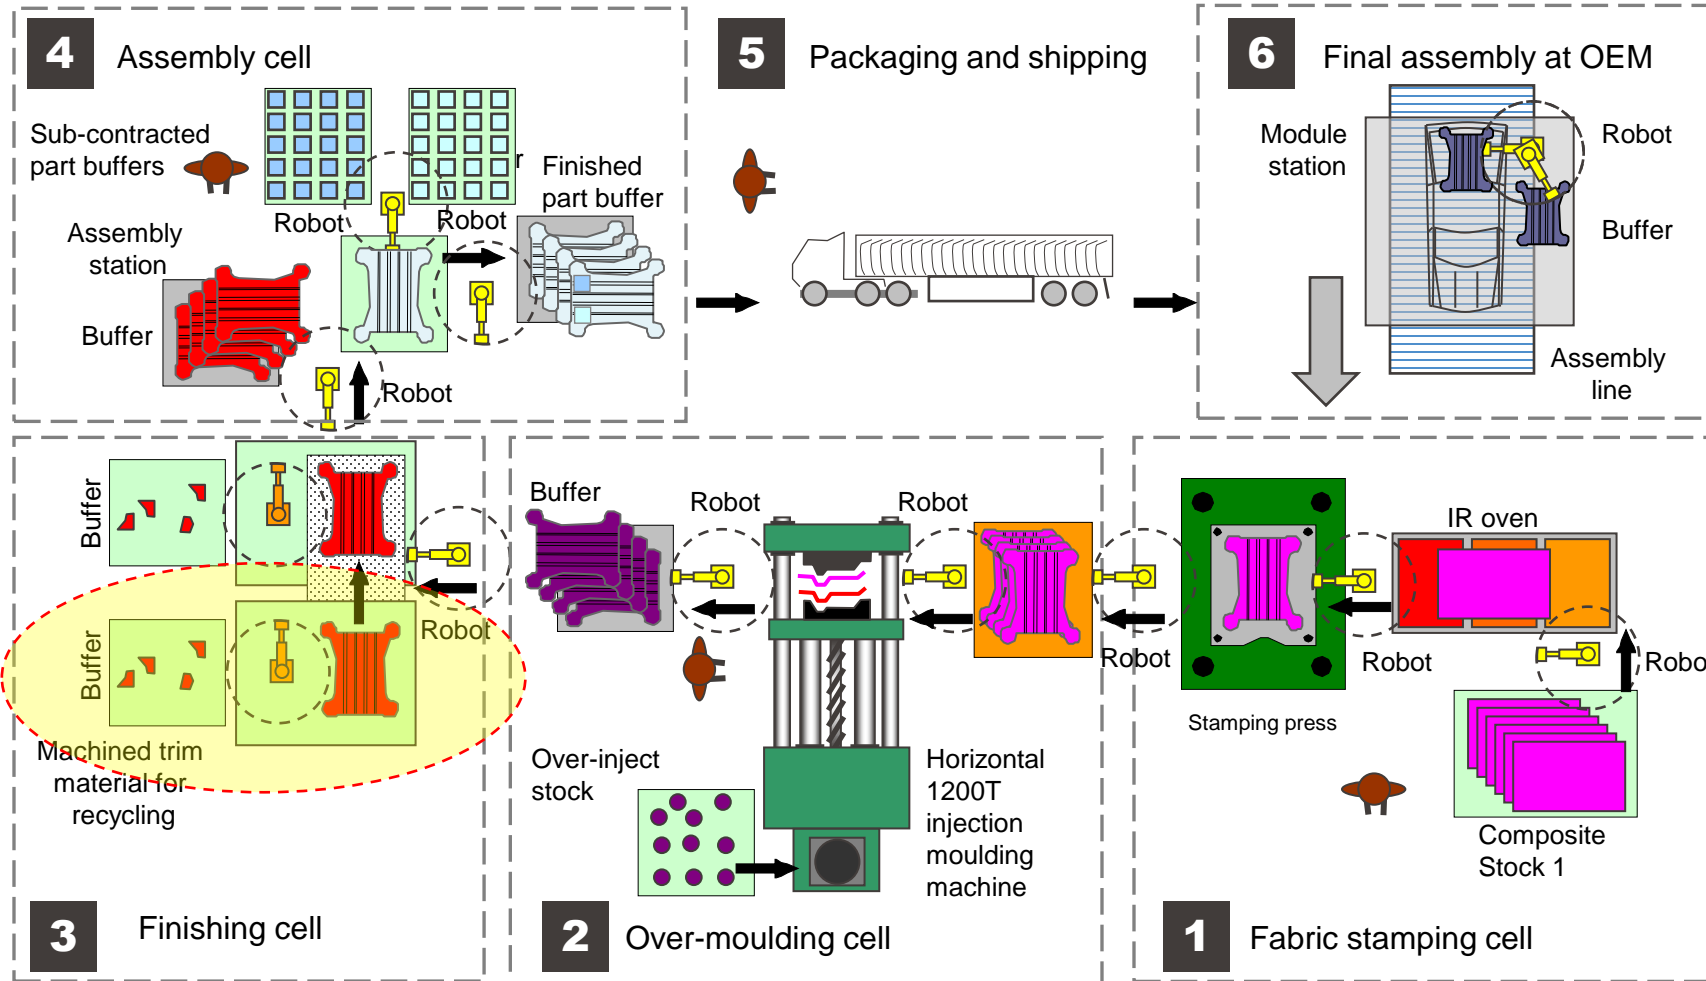 4
Assembly cell
Sub-contracted
part buffers
r
Finished
part buffer
Robot
Robot
Assembly
station
Buffer
Robot
5
Packaging and shipping
6
Final assembly at OEM
Module
station
Robot
Buffer
Assembly
line
Buffer
Buffer
Robot
Machined trim
material for
recycling
3
Finishing cell
Buffer
Robot
Robot
Over-inject
stock
Horizontal
1200T
injection
moulding
machine
2
Over-moulding cell
Robot
IR oven
Robot
Robo
Stamping press
Composite
Stock 1
1
Fabric stamping cell